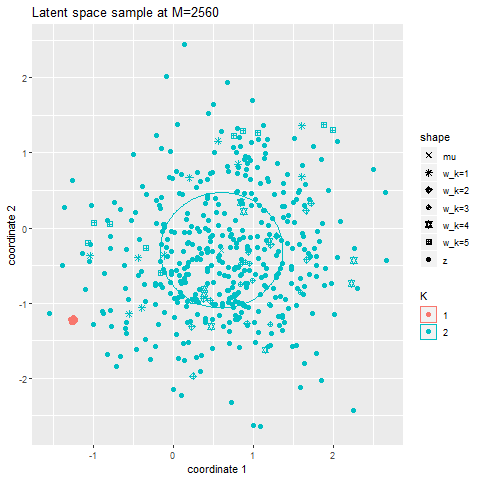 Latent space sample at M=2560
coordinate 2
2
1
0
-1
-2
-1
0
1
2
coordinate 1
shape
mu
w_k=1
w_k=2
w_k=3
w_k=4
w_k=5
z
K
1
2